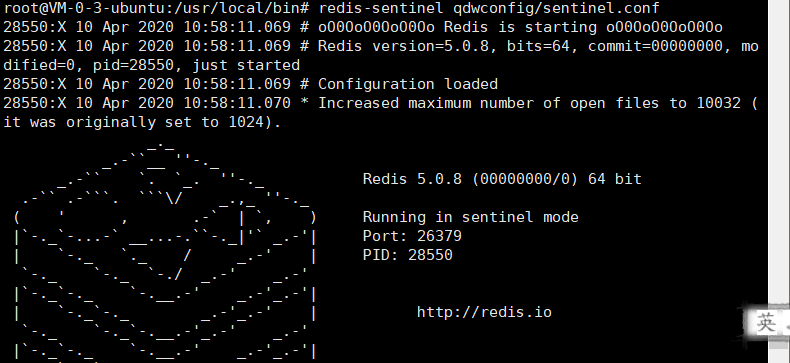 root@VM-0-3-ubuntu:/usr/local/bin# redis-sentinel qdwconfig/sentinel.conf
28550:X 10 Apr 2020 10:58:11.069 # oO0OoO0OoO0Oo Redis is starting oO0OoO0OoO0Oo
28550:X 10 Apr 2020 10:58:11.069 # Redis version=5.0.8, bits=64, commit=00000000, mo
dified=0, pid=28550, just started
28550:X 10 Apr 2020 10:58:11.069 # Configuration loaded
28550:X 10 Apr 2020 10:58:11.070 * Increased maximum number of open files to 10032 (
it was originally set to 1024).
Redis 5.0.8 (00000000/0) 64 bit
Running in sentinel mode
Port: 26379
PID: 28550
http://redis.io
英